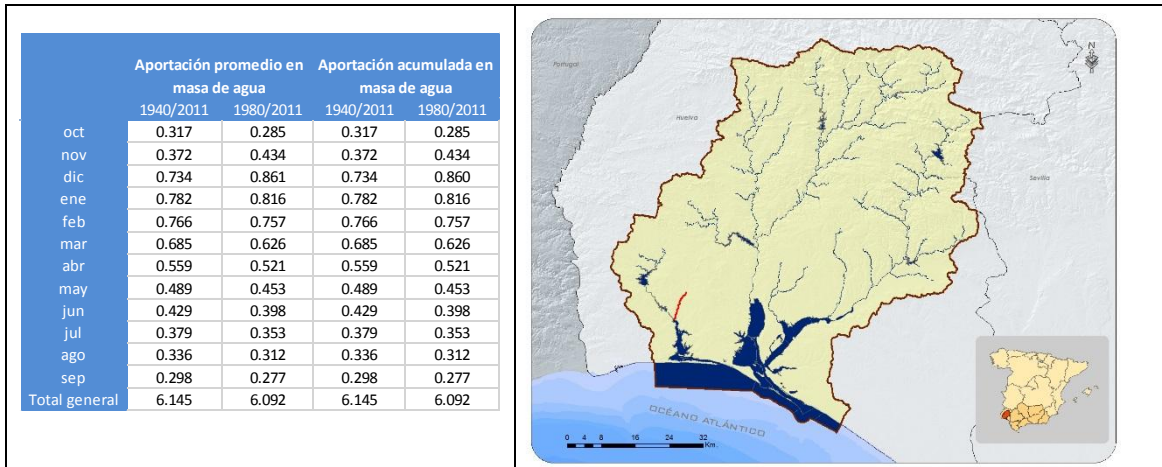 Aportación promedio en Aportación acumulada en
masa de agua masa de agua
1940/2011 1980/2011 1940/2011 1980/2011
oct 0.317 0.285 0.317 0.285
nov 0.372 0.434 0.372 0.434
dic 0.734 0.861 0.734 0.860
ene 0.782 0.816 0.782 0.816
feb 0.766 0.757 0.766 0.757
mar 0.685 0.626 0.685 0.626
abr 0.559 0.521 0.559 0.521
may 0.489 0.453 0.489 0.453
jun 0.429 0.398 0.429 0.398
jul 0.379 0.353 0.379 0.353
ago 0.336 0.312 0.336 0.312
sep 0.298 0.277 0.298 0.277
Total general 6.145 6.092 6.145 6.092
N
Portugal
Huelva
Sevilla
OCÉANO ATLÁNTICO
0 4 8 16 24 32
Km.